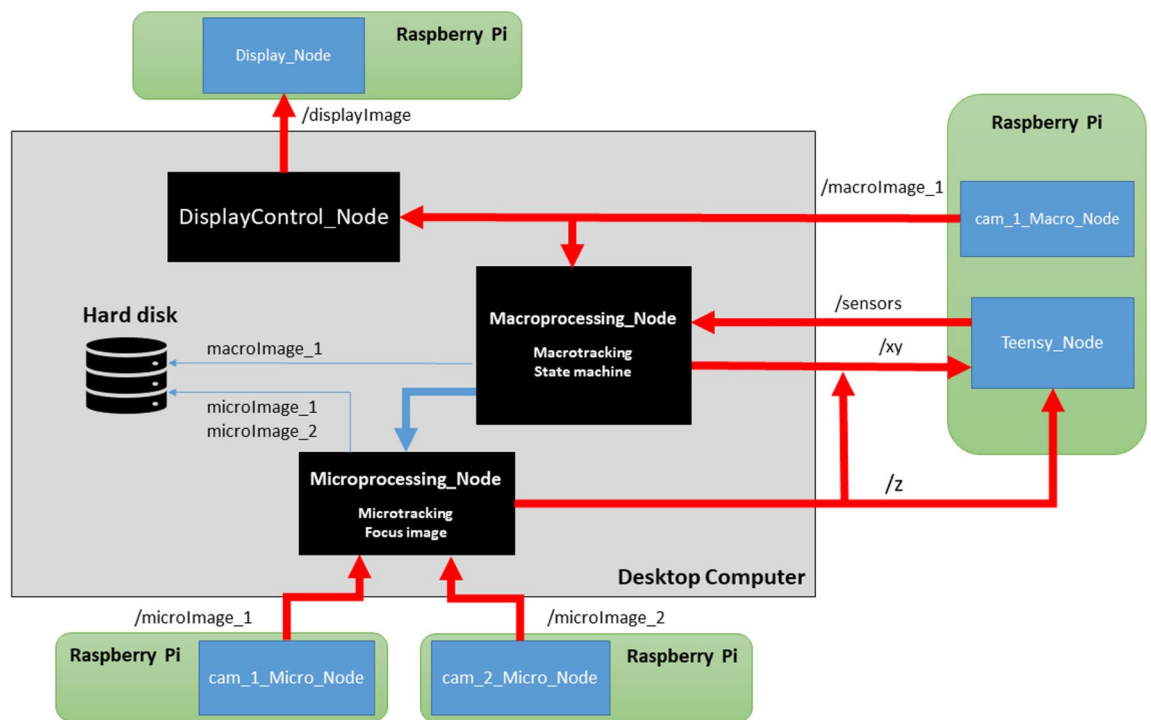 Raspberry Pi
Display_Node
/displayImage
Raspberry Pi
/macroImage_1
cam_1_Macro_Node
DisplayControl_Node
Macroprocessing_Node
Macrotracking
State machine
/sensors
/xy
Teensy_Node
Hard disk
macroImage_1
microImage_1
microImage_2
Microprocessing_Node
Microtracking
Focus image
/z
Desktop Computer
/microImage_1
/microImage_2
Raspberry Pi
cam_1_Micro_Node
cam_2_Micro_Node
Raspberry Pi